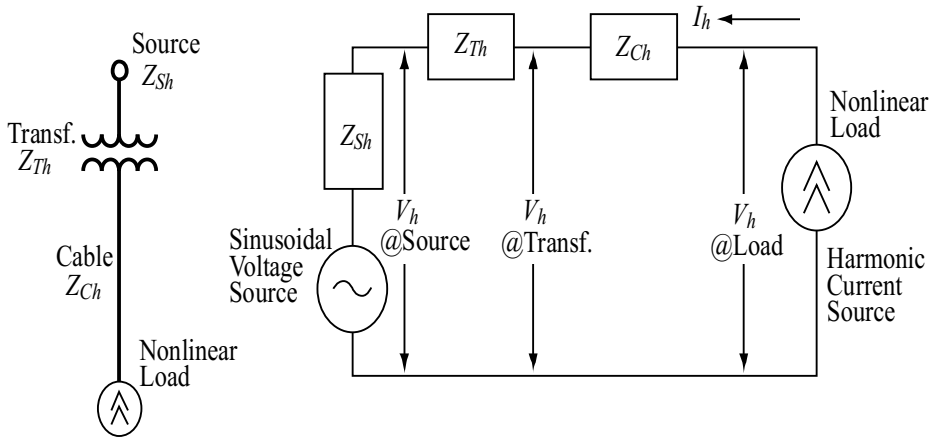 Source
Z_Sh
Transf.
Z_Th
Cable
Z_Ch
Nonlinear
Load
I_h
Z_Th
Z_Ch
Z_Sh
Nonlinear
Load
V_h
@Source
V_h
@Transf.
V_h
@Load
Sinusoidal
Voltage
Source
Harmonic
Current
Source